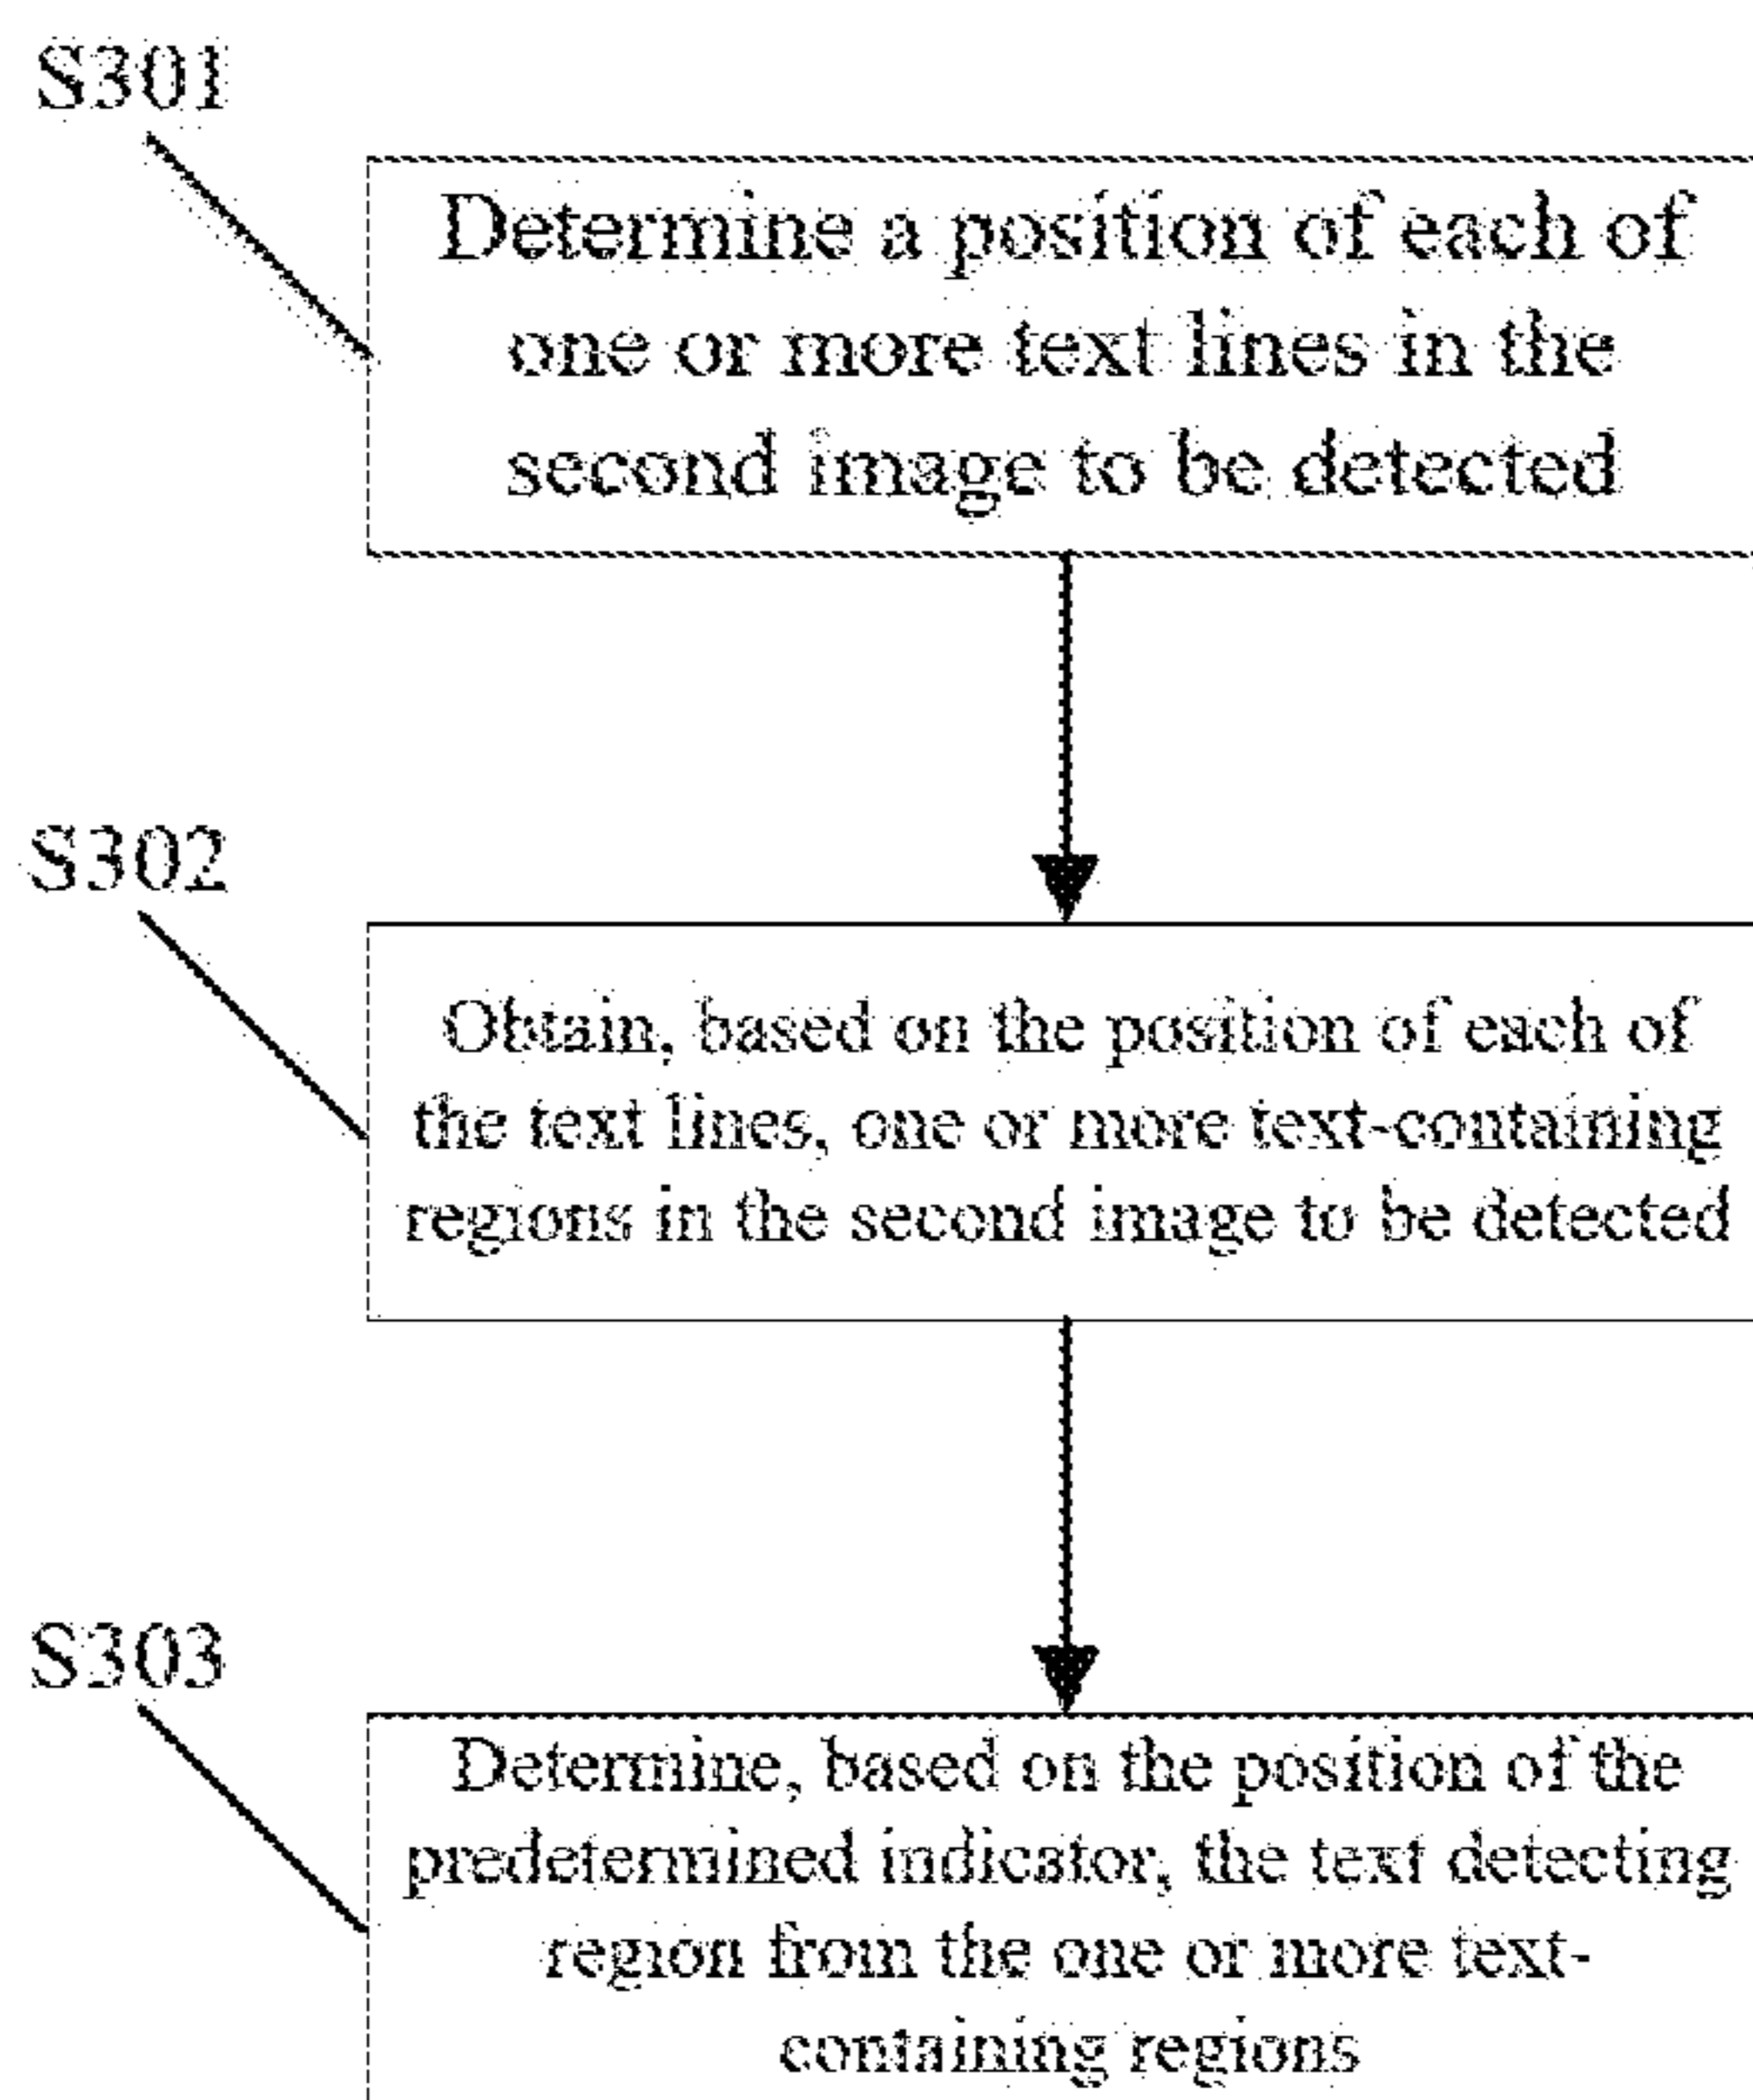 S301
Determine a position of each of
one or more text lines in the
second image to be detected
S302
Obtain, based on the position of each of
the text lines, one or more text-containing
regions in the second image to be detected
S303
Determine, based on the position of the
predetermined indicator, the text detecting
region from the one or more text-
containing regions